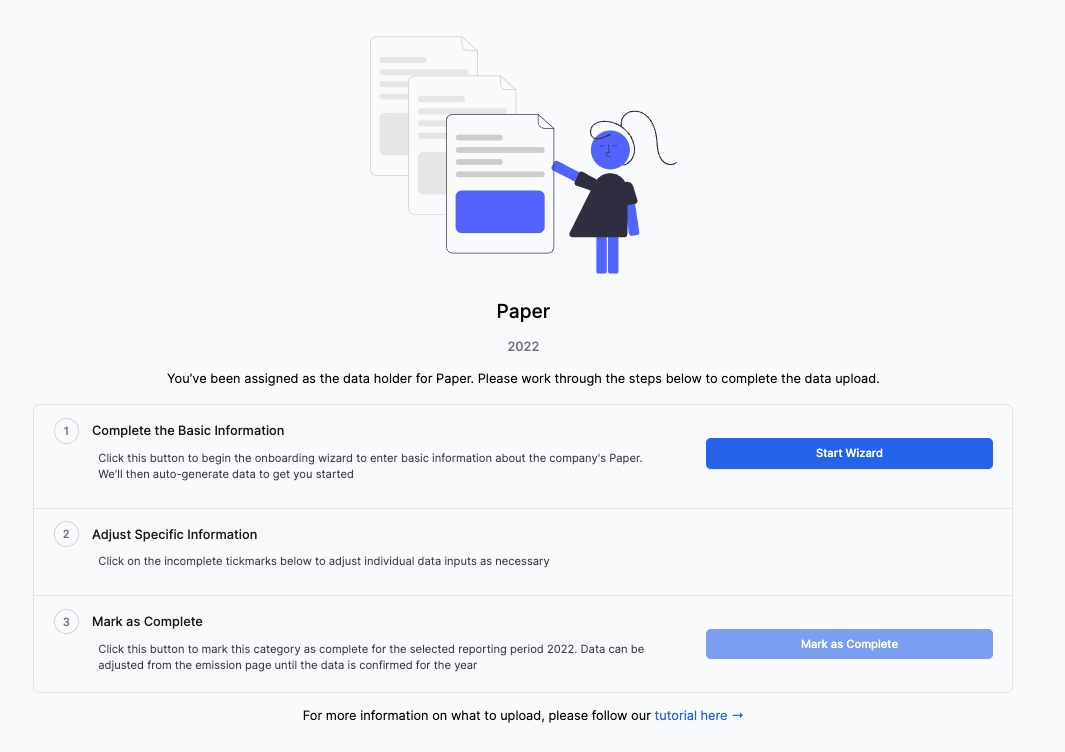 Paper
2022
You’ve been assigned as the data holder for Paper. Please work through the steps below to complete the data upload.
1
Complete the Basic Information
Click this button to begin the onboarding wizard to enter basic information about the company's Paper.
We'll then auto-generate data to get you started
Start Wizard
2
Adjust Specific Information
Click on the incomplete tickmarks below to adjust individual data inputs as necessary
3
Mark as Complete
Click this button to mark this category as complete for the selected reporting period 2022. Data can be
adjusted from the emission page until the data is confirmed for the year
Mark as Complete
For more information on what to upload, please follow our tutorial here →